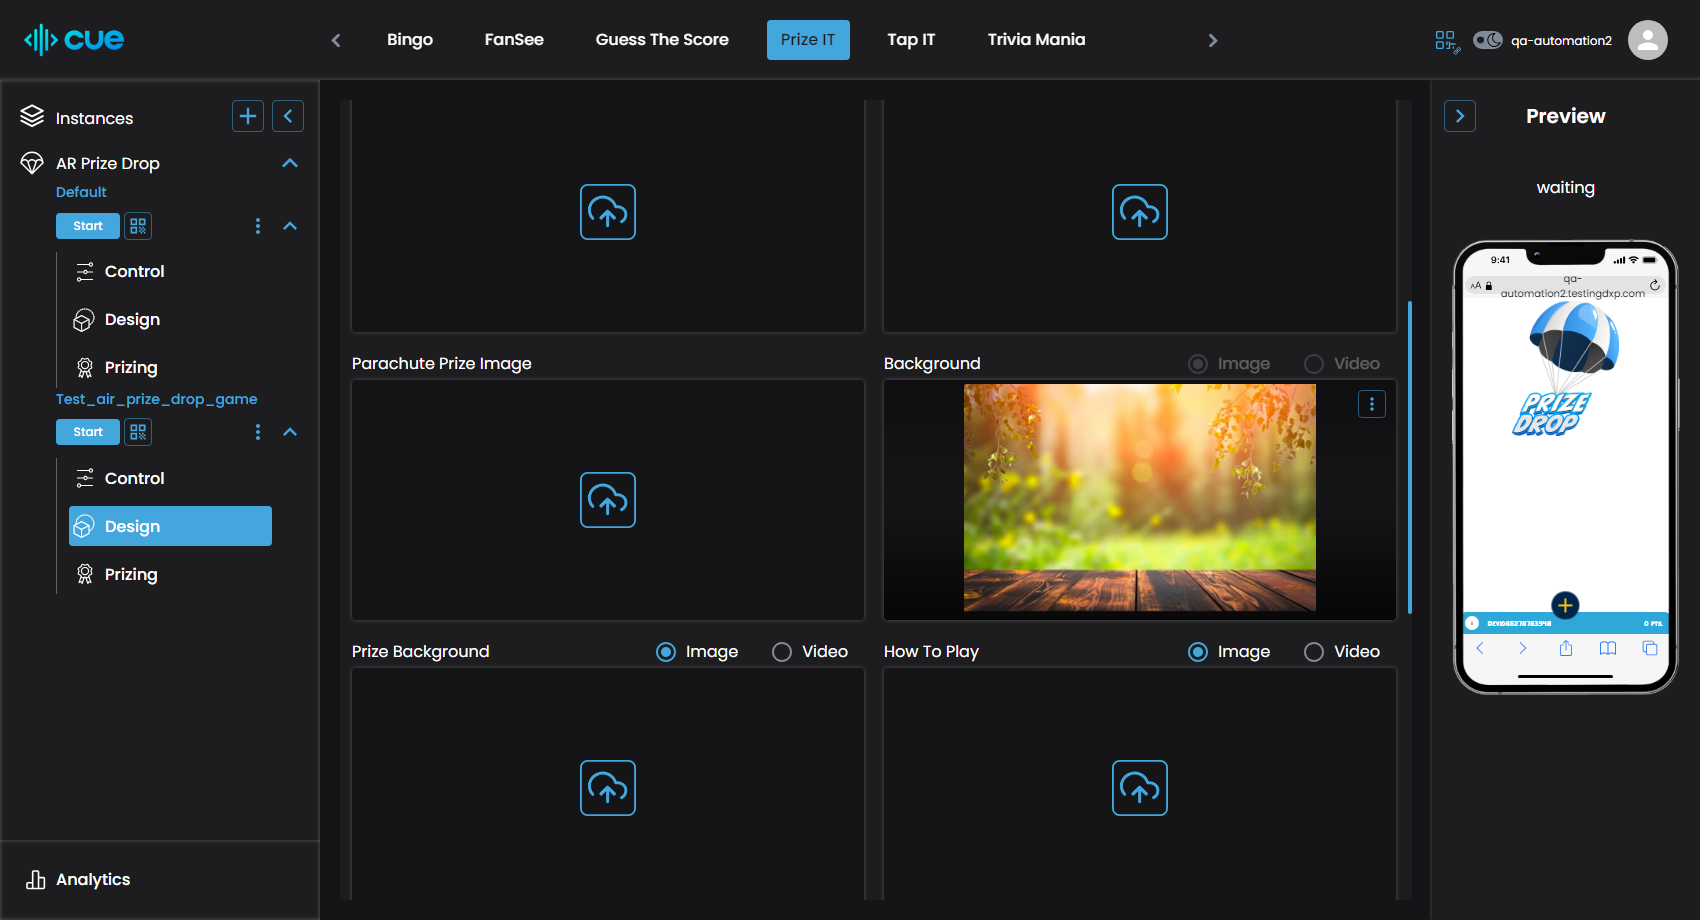 cue
Bingo
FanSee
Guess The Score
Prize IT
Tap IT
Trivia Mania
qa-automation2
Instances
AR Prize Drop
Default
Start
Control
Design
Prizing
Test_air_prize_drop_game
Start
Control
Design
Prizing
Analytics
Parachute Prize Image
Background
Image
Video
Prize Background
Image
Video
How To Play
Image
Video
Preview
waiting
9:41
AA
qa-
automation2.testingdxp.com
PRIZE
DROP
0 PTS.